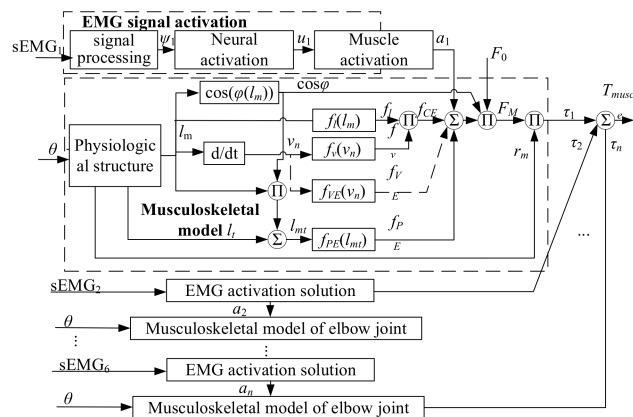 EMG signal activation
sEMG1
signal processing
ψ1
Neural activation
u1
Muscle activation
a1
F0
cos(φ(lm))
cosφ
Tmusc
e
θ
Physiologic
al structure
lm
fl(lm)
fl
f
v
fCE
Π
Σ
Π
FM
Π
τ1
Σ
τ2
τn
d/dt
vn
fv(vn)
rm
Π
fVE(vn)
fV
E
Musculoskeletal
model lt
Σ
lmt
fPE(lmt)
fP
E
...
sEMG2
EMG activation solution
a2
θ
Musculoskeletal model of elbow joint
⋮
...
sEMG6
EMG activation solution
an
θ
Musculoskeletal model of elbow joint